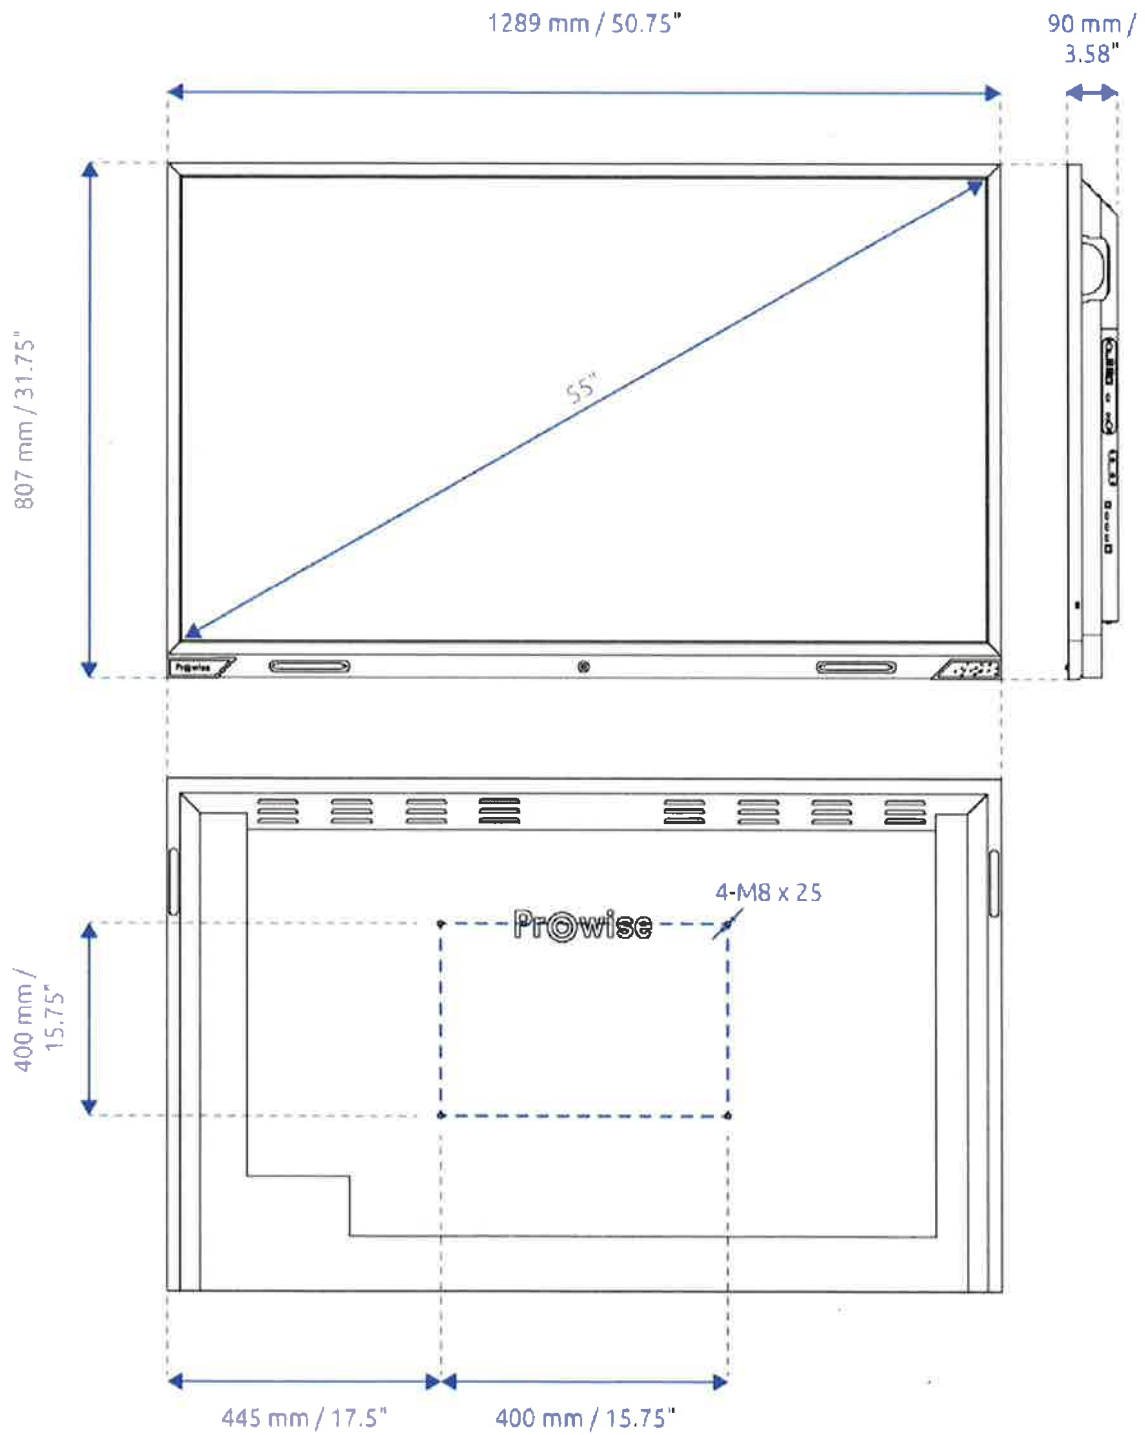 1289 mm / 50.75"
90 mm /
3.58"
807 mm / 31.75"
55"
Prowise
4-M8 x 25
Prowise
400 mm /
15.75"
445 mm / 17.5"
400 mm / 15.75"